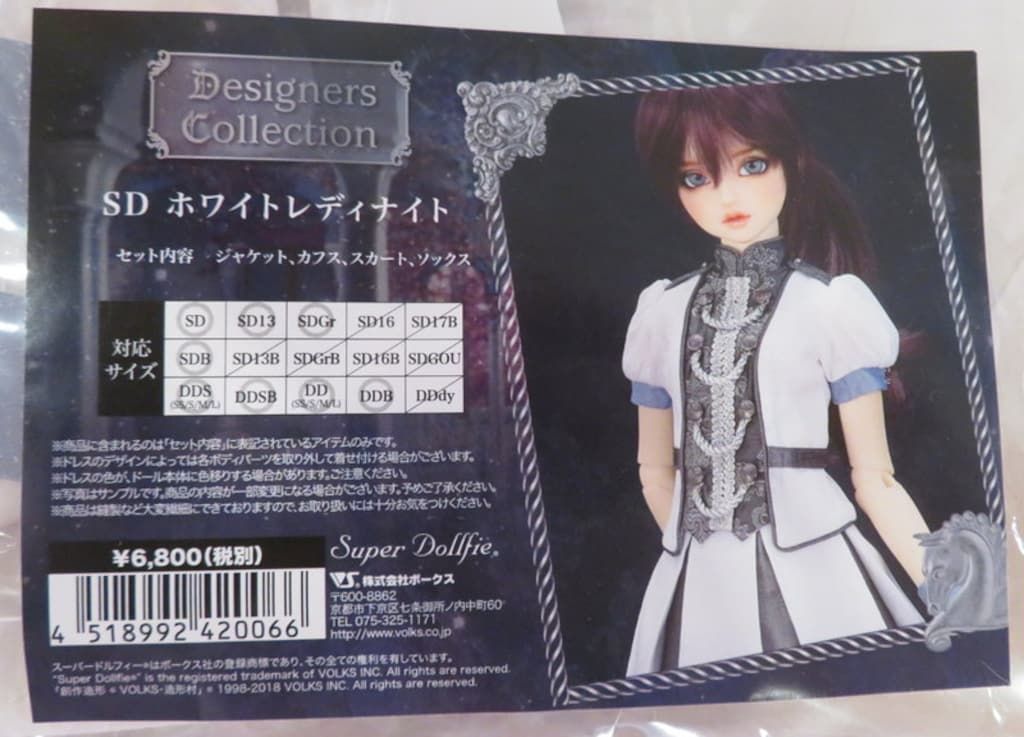 Designers
Collection
SD ホワイトレディナイト
セット内容 ジャケット、カフス、スカート、ソックス
対応
サイズ
SD SD13 SDGr SD16 SD17B
SDB SD13B SDGrB SD16B SDGOU
DDS (SS/S/M/L) DDSB DD (SS/S/M/L) DDB DDdy
※商品に含まれるのは「セット内容」に表記されているアイテムのみです。
※ドレスのデザインによっては各ボディパーツを取り外して着せ付ける場合がございます。
※ドレスの色が、ドール本体に色移りする場合があります。ご注意ください。
※写真はサンプルです。商品の内容が一部変更になる場合がございます。予めご了承ください。
※商品は縫製など大変繊細にできておりますので、お取り扱いには十分お気をつけください。
¥6,800(税別)
4 518992 420066
Super Dollfie®
VS. 株式会社ボークス
〒600-8862
京都市下京区七条御所ノ内中町60
TEL 075-325-1171
http://www.volks.co.jp
スーパードルフィー®はボークス社の登録商標であり、その全ての権利を有しています。
"Super Dollfie®" is the registered trademark of VOLKS INC. All rights are reserved.
「創作造形©VOLKS・造形村」© 1998-2018 VOLKS INC. All rights are reserved.